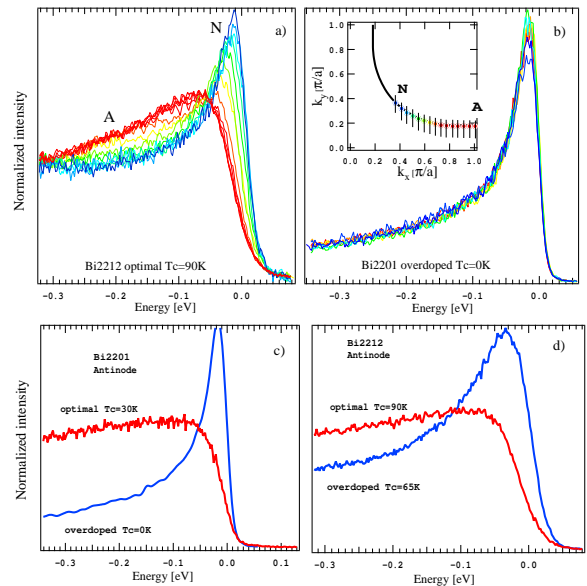 a)
N
A
Normalized intensity
Bi2212 optimal Tc=90K
-0.3 -0.2 -0.1 0.0
Energy [eV]
b)
1.0
0.8
0.6
0.4
0.2
0.0
k_y[π/a]
N
A
0.0 0.2 0.4 0.6 0.8 1.0
k_x[π/a]
Bi2201 overdoped Tc=0K
-0.3 -0.2 -0.1 0.0
Energy [eV]
c)
Bi2201
Antinode
optimal Tc=30K
overdoped Tc=0K
Normalized intensity
-0.3 -0.2 -0.1 0.0 0.1
Energy [eV]
d)
Bi2212
Antinode
optimal Tc=90K
overdoped Tc=65K
-0.3 -0.2 -0.1 0.0
Energy [eV]